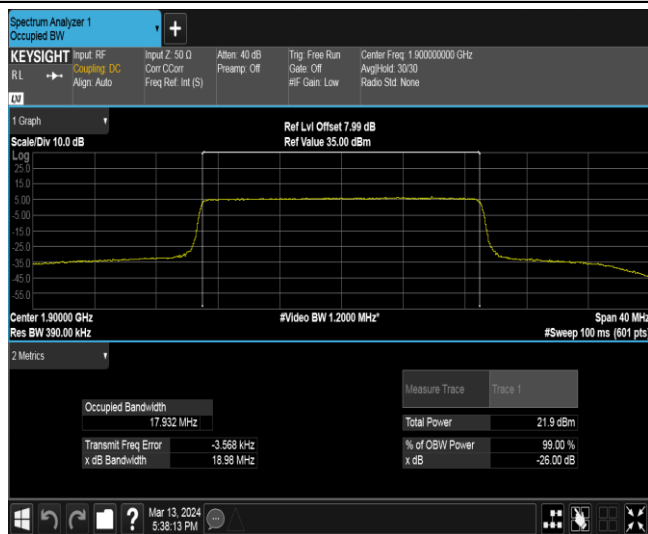 Spectrum Analyzer 1
Occupied BW
+
KEYSIGHT
R L
LXI
Input: RF
Coupling: DC
Align: Auto
Input Z: 50 Ω
Corr CCorr
Freq Ref: Int (S)
Atten: 40 dB
Preamp: Off
Trig: Free Run
Gate: Off
#IF Gain: Low
Center Freq: 1.900000000 GHz
Avg|Hold: 30/30
Radio Std: None
1 Graph
Scale/Div 10.0 dB
Ref Lvl Offset 7.99 dB
Ref Value 35.00 dBm
Log
25.0
15.0
5.00
-5.00
-15.0
-25.0
-35.0
-45.0
-55.0
Center 1.90000 GHz
#Video BW 1.2000 MHz*
Span 40 MHz
Res BW 390.00 kHz
#Sweep 100 ms (601 pts)
2 Metrics
Measure Trace
Trace 1
Occupied Bandwidth
17.932 MHz
Total Power
21.9 dBm
Transmit Freq Error
-3.568 kHz
% of OBW Power
99.00 %
x dB Bandwidth
18.98 MHz
x dB
-26.00 dB
?
Mar 13, 2024
5:38:13 PM